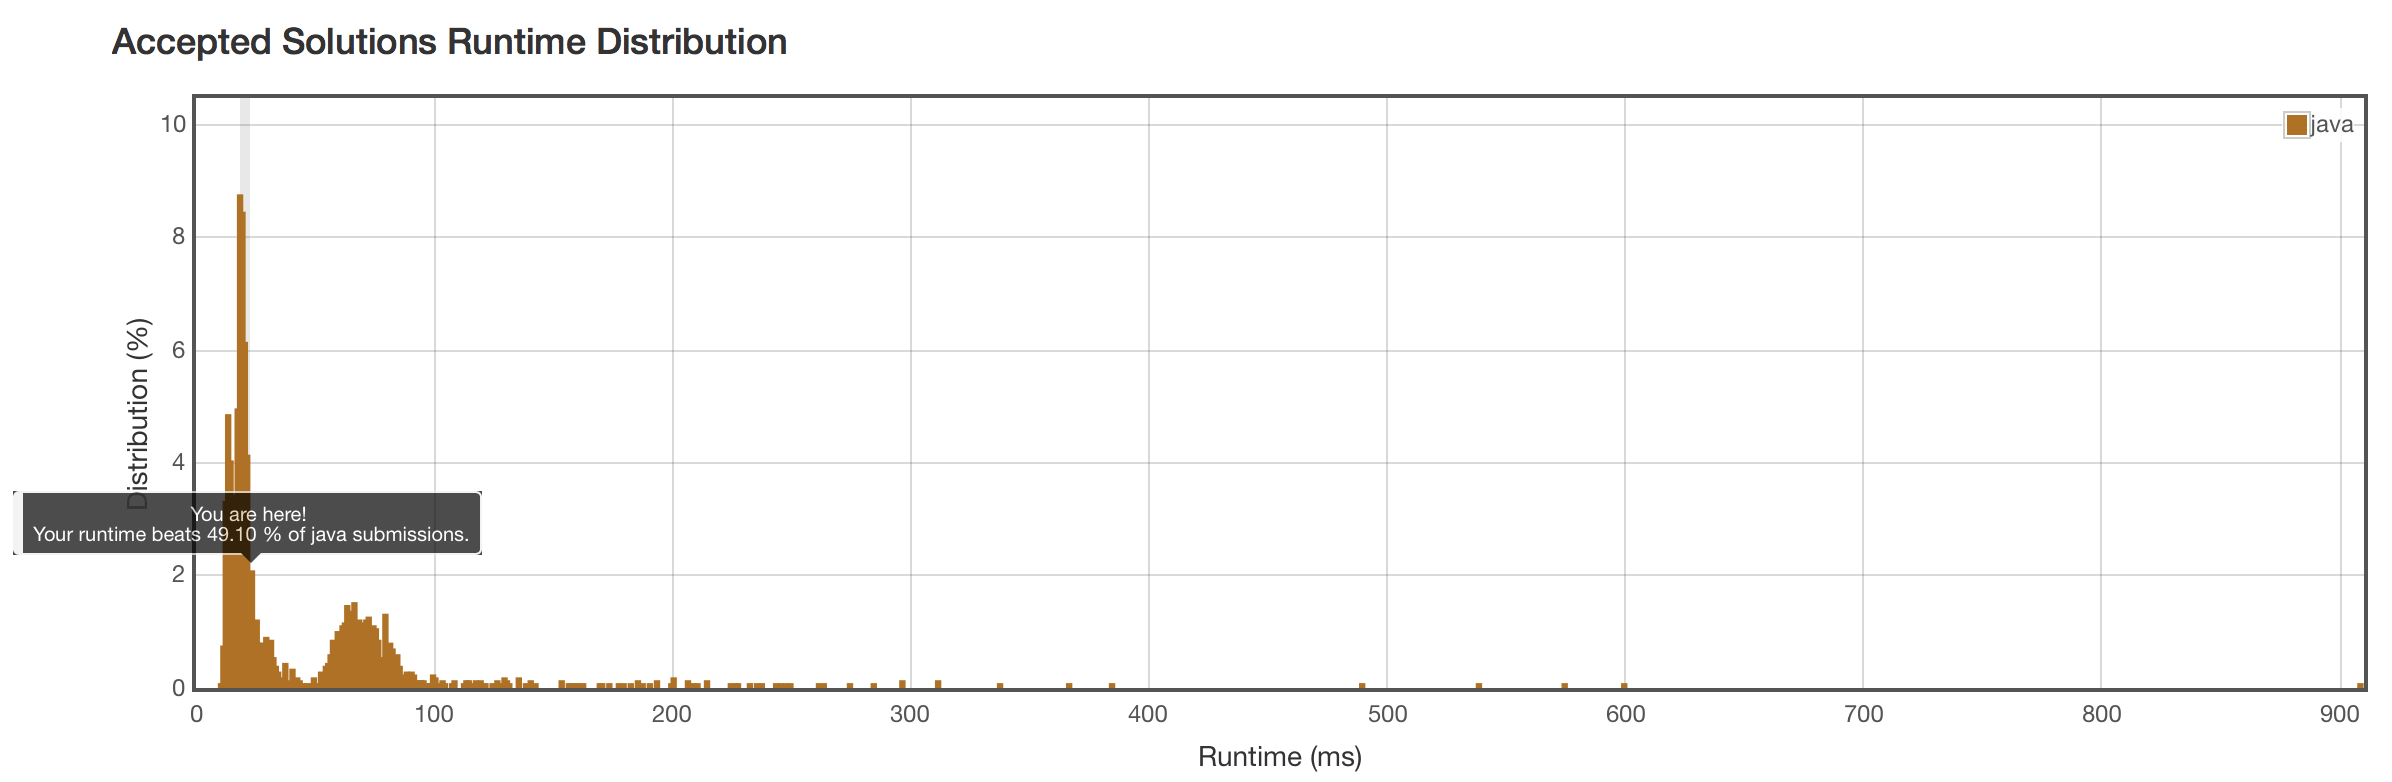 Accepted Solutions Runtime Distribution
10
8
6
4
2
0
Distribution (%)
java
You are here!
Your runtime beats 49.10 % of java submissions.
0 100 200 300 400 500 600 700 800 900
Runtime (ms)